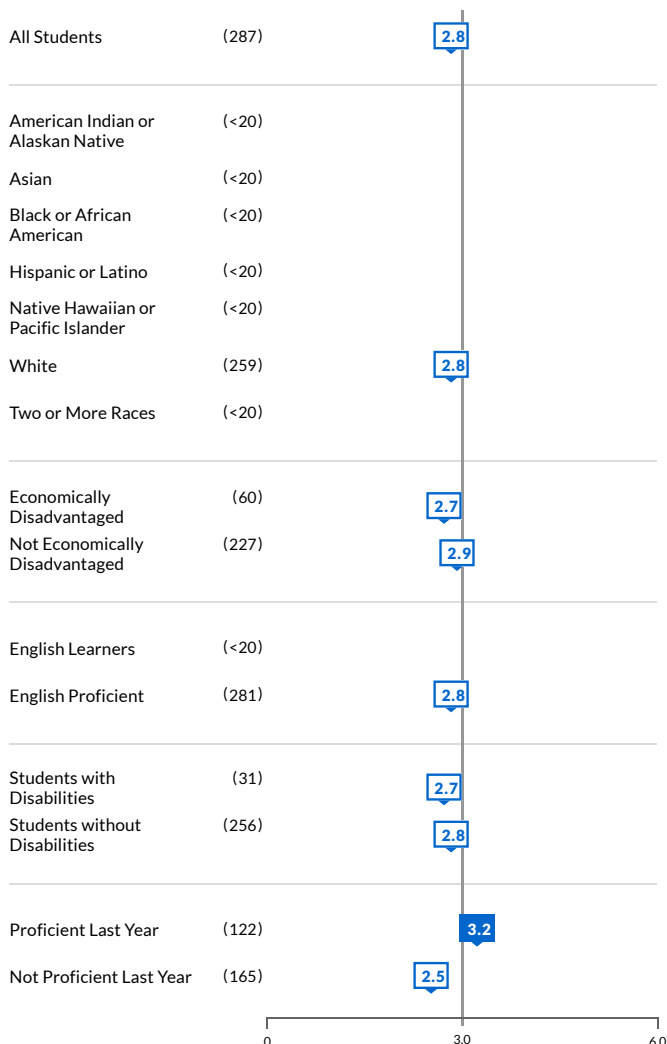 All Students (287) 2.8
American Indian or (<20)
Alaskan Native
Asian (<20)
Black or African (<20)
American
Hispanic or Latino (<20)
Native Hawaiian or (<20)
Pacific Islander
White (259) 2.8
Two or More Races (<20)
Economically (60) 2.7
Disadvantaged
Not Economically (227) 2.9
Disadvantaged
English Learners (<20)
English Proficient (281) 2.8
Students with (31) 2.7
Disabilities
Students without (256) 2.8
Disabilities
Proficient Last Year (122) 3.2
Not Proficient Last Year (165) 2.5
0 3.0 6.0